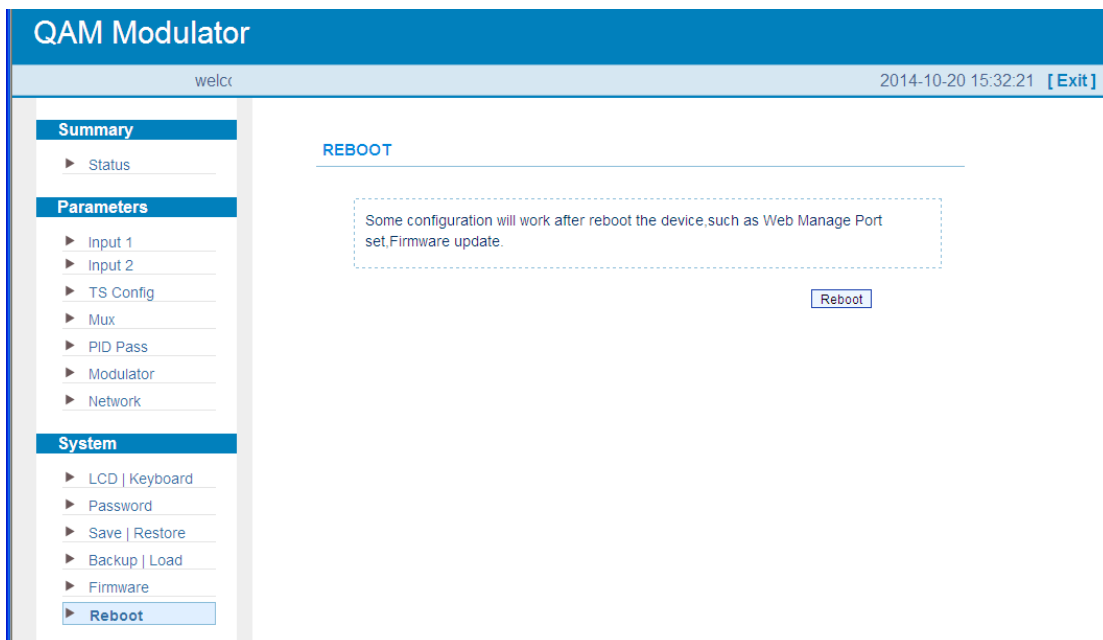 QAM Modulator
2014-10-20 15:32:21 [Exit]
Summary
Status
Parameters
Input 1
Input 2
TS Config
Mux
PID Pass
Modulator
Network
System
LCD | Keyboard
Password
Save | Restore
Backup | Load
Firmware
Reboot
REBOOT
Some configuration will work after reboot the device,such as Web Manage Port
set,Firmware update.
Reboot